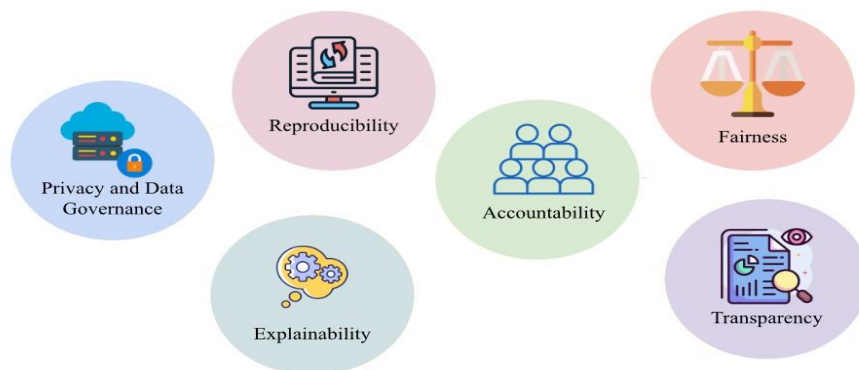 Reproducibility
Fairness
Privacy and Data
Governance
Accountability
Explainability
Transparency